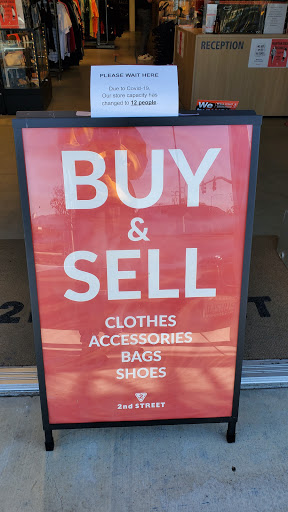 RECEPTION
PLEASE WAIT HERE
Due to Covid-19,
Our store capacity has
changed to 12 people
We
BUY
&
SELL
CLOTHES
ACCESSORIES
BAGS
SHOES
2nd STREET